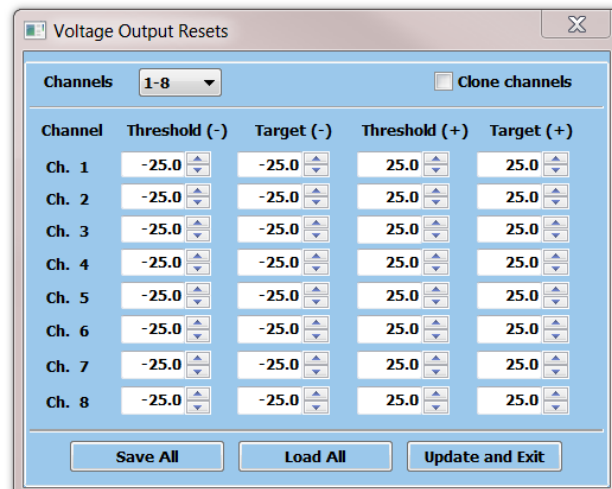 Voltage Output Resets
Channels 1-8 Clone channels
Channel Threshold (-) Target (-) Threshold (+) Target (+)
Ch. 1 -25.0 -25.0 25.0 25.0
Ch. 2 -25.0 -25.0 25.0 25.0
Ch. 3 -25.0 -25.0 25.0 25.0
Ch. 4 -25.0 -25.0 25.0 25.0
Ch. 5 -25.0 -25.0 25.0 25.0
Ch. 6 -25.0 -25.0 25.0 25.0
Ch. 7 -25.0 -25.0 25.0 25.0
Ch. 8 -25.0 -25.0 25.0 25.0
Save All Load All Update and Exit